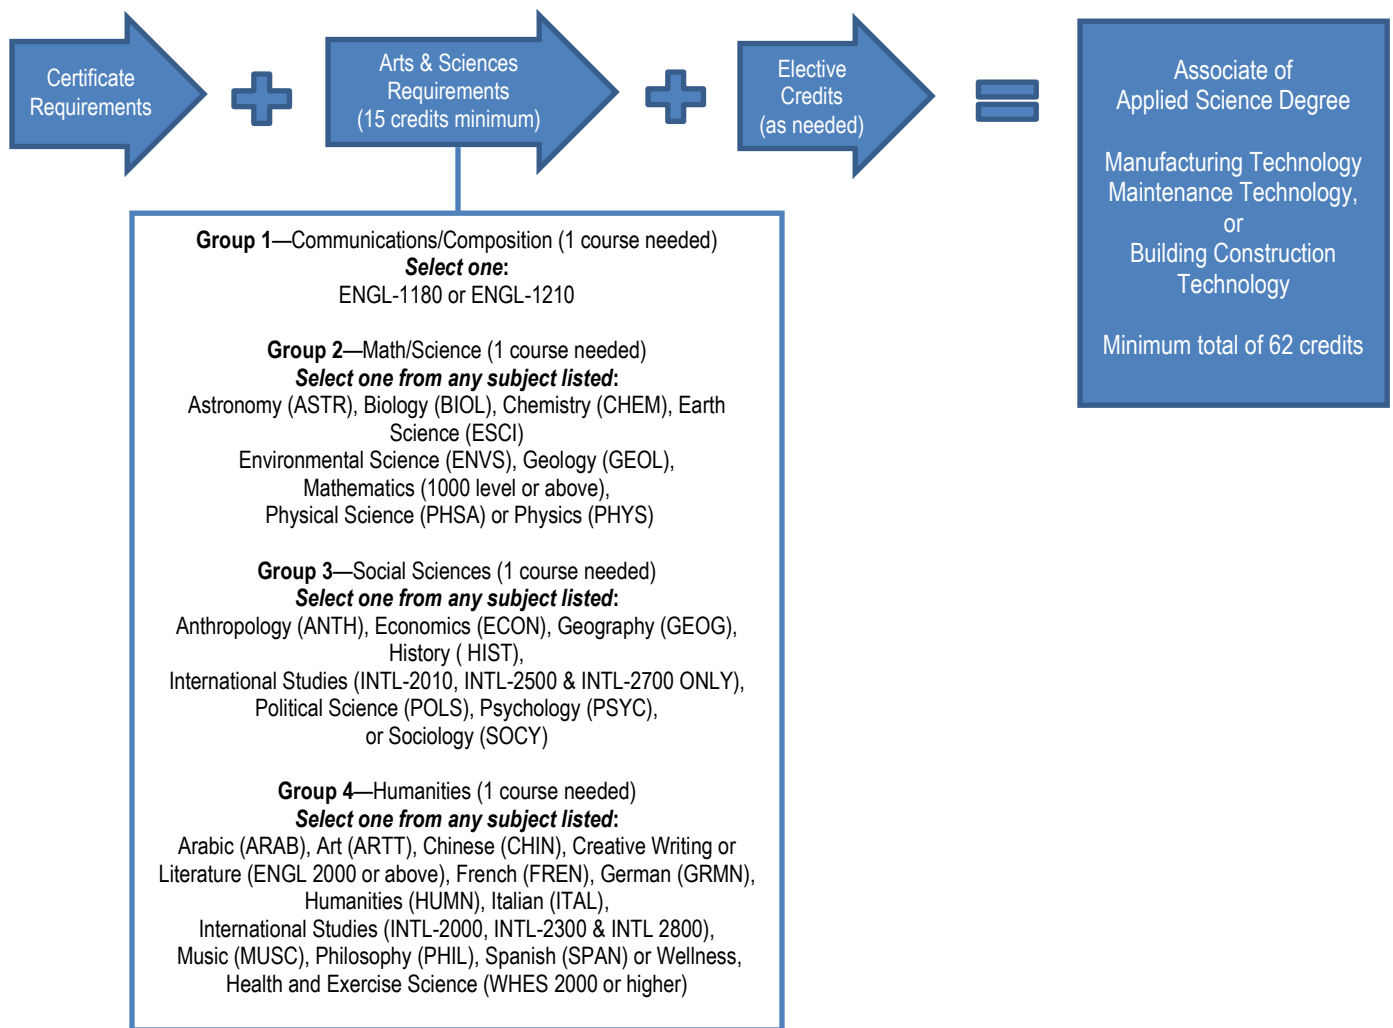 Certificate
Requirements
Arts & Sciences
Requirements
(15 credits minimum)
Elective
Credits
(as needed)
Associate of
Applied Science Degree
Manufacturing Technology
Maintenance Technology,
or
Building Construction
Technology
Minimum total of 62 credits
Group 1—Communications/Composition (1 course needed)
Select one:
ENGL-1180 or ENGL-1210
Group 2—Math/Science (1 course needed)
Select one from any subject listed:
Astronomy (ASTR), Biology (BIOL), Chemistry (CHEM), Earth
Science (ESCI)
Environmental Science (ENVS), Geology (GEOL),
Mathematics (1000 level or above),
Physical Science (PHSA) or Physics (PHYS)
Group 3—Social Sciences (1 course needed)
Select one from any subject listed:
Anthropology (ANTH), Economics (ECON), Geography (GEOG),
History ( HIST),
International Studies (INTL-2010, INTL-2500 & INTL-2700 ONLY),
Political Science (POLS), Psychology (PSYC),
or Sociology (SOCY)
Group 4—Humanities (1 course needed)
Select one from any subject listed:
Arabic (ARAB), Art (ARTT), Chinese (CHIN), Creative Writing or
Literature (ENGL 2000 or above), French (FREN), German (GRMN),
Humanities (HUMN), Italian (ITAL),
International Studies (INTL-2000, INTL-2300 & INTL 2800),
Music (MUSC), Philosophy (PHIL), Spanish (SPAN) or Wellness,
Health and Exercise Science (WHES 2000 or higher)